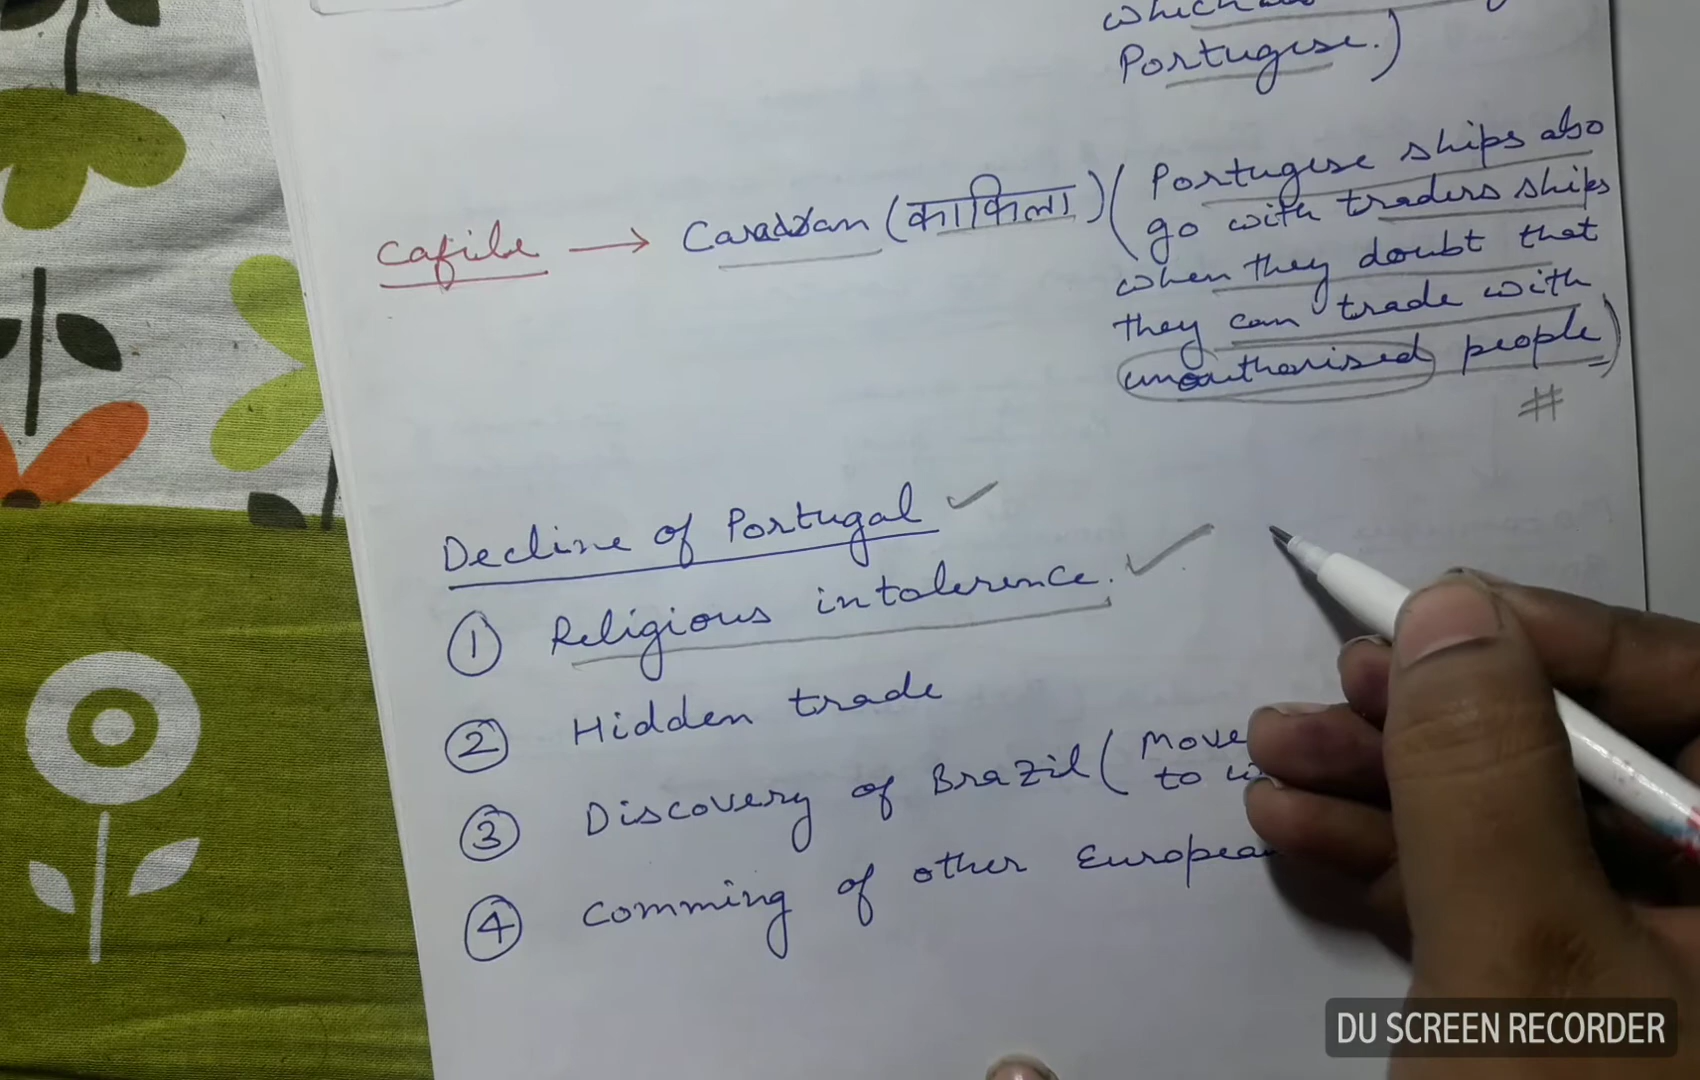 which
Portugese.)
Cafile → Caravan (काफिला) (Portugese ships also
go with traders ships
when they doubt that
they can trade with
unauthorised people)
#
Decline of Portugal ✓
① Religious intolerence. ✓
② Hidden trade
③ Discovery of Brazil (Move
to
④ Comming of other European
DU SCREEN RECORDER